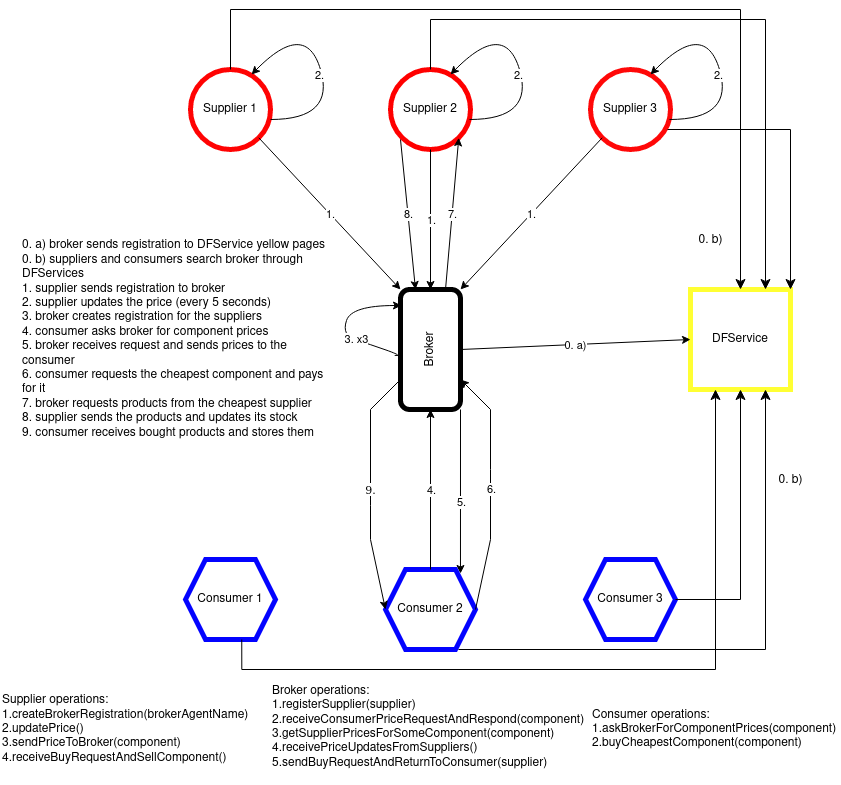 2.
2.
2.
Supplier 1
Supplier 2
Supplier 3
1.
8.
1.
7.
1.
0. b)
0. a) broker sends registration to DFService yellow pages
0. b) suppliers and consumers search broker through
DFServices
1. supplier sends registration to broker
2. supplier updates the price (every 5 seconds)
3. broker creates registration for the suppliers
4. consumer asks broker for component prices
5. broker receives request and sends prices to the
consumer
6. consumer requests the cheapest component and pays
for it
7. broker requests products from the cheapest supplier
8. supplier sends the products and updates its stock
9. consumer receives bought products and stores them
3. x3
Broker
0. a)
DFService
9.
4.
5.
6.
0. b)
Consumer 1
Consumer 2
Consumer 3
Supplier operations:
1.createBrokerRegistration(brokerAgentName)
2.updatePrice()
3.sendPriceToBroker(component)
4.receiveBuyRequestAndSellComponent()
Broker operations:
1.registerSupplier(supplier)
2.receiveConsumerPriceRequestAndRespond(component)
3.getSupplierPricesForSomeComponent(component)
4.receivePriceUpdatesFromSuppliers()
5.sendBuyRequestAndReturnToConsumer(supplier)
Consumer operations:
1.askBrokerForComponentPrices(component)
2.buyCheapestComponent(component)